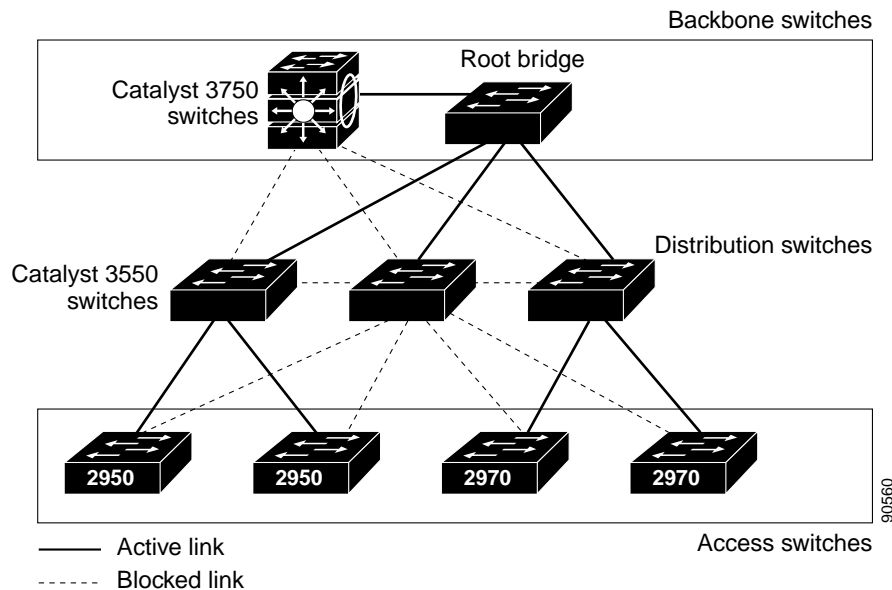 Backbone switches
Root bridge
Catalyst 3750
switches
Distribution switches
Catalyst 3550
switches
2950
2950
2970
2970
90560
Active link
Access switches
Blocked link